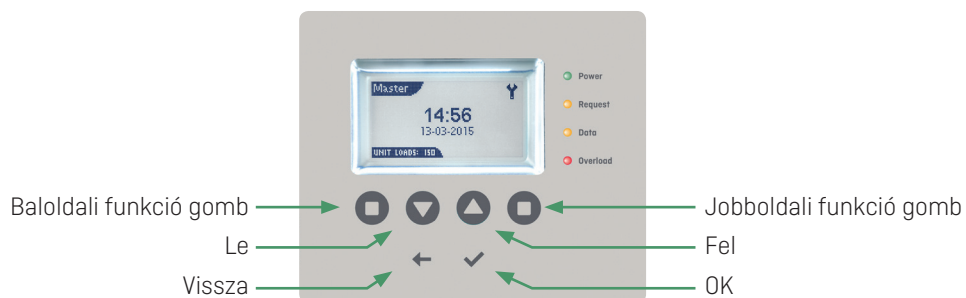 Master
14:56
13-03-2015
UNIT LOADS: 150
Power
Request
Data
Overload
Baloldali funkció gomb
Jobboldali funkció gomb
Le
Fel
Vissza
OK